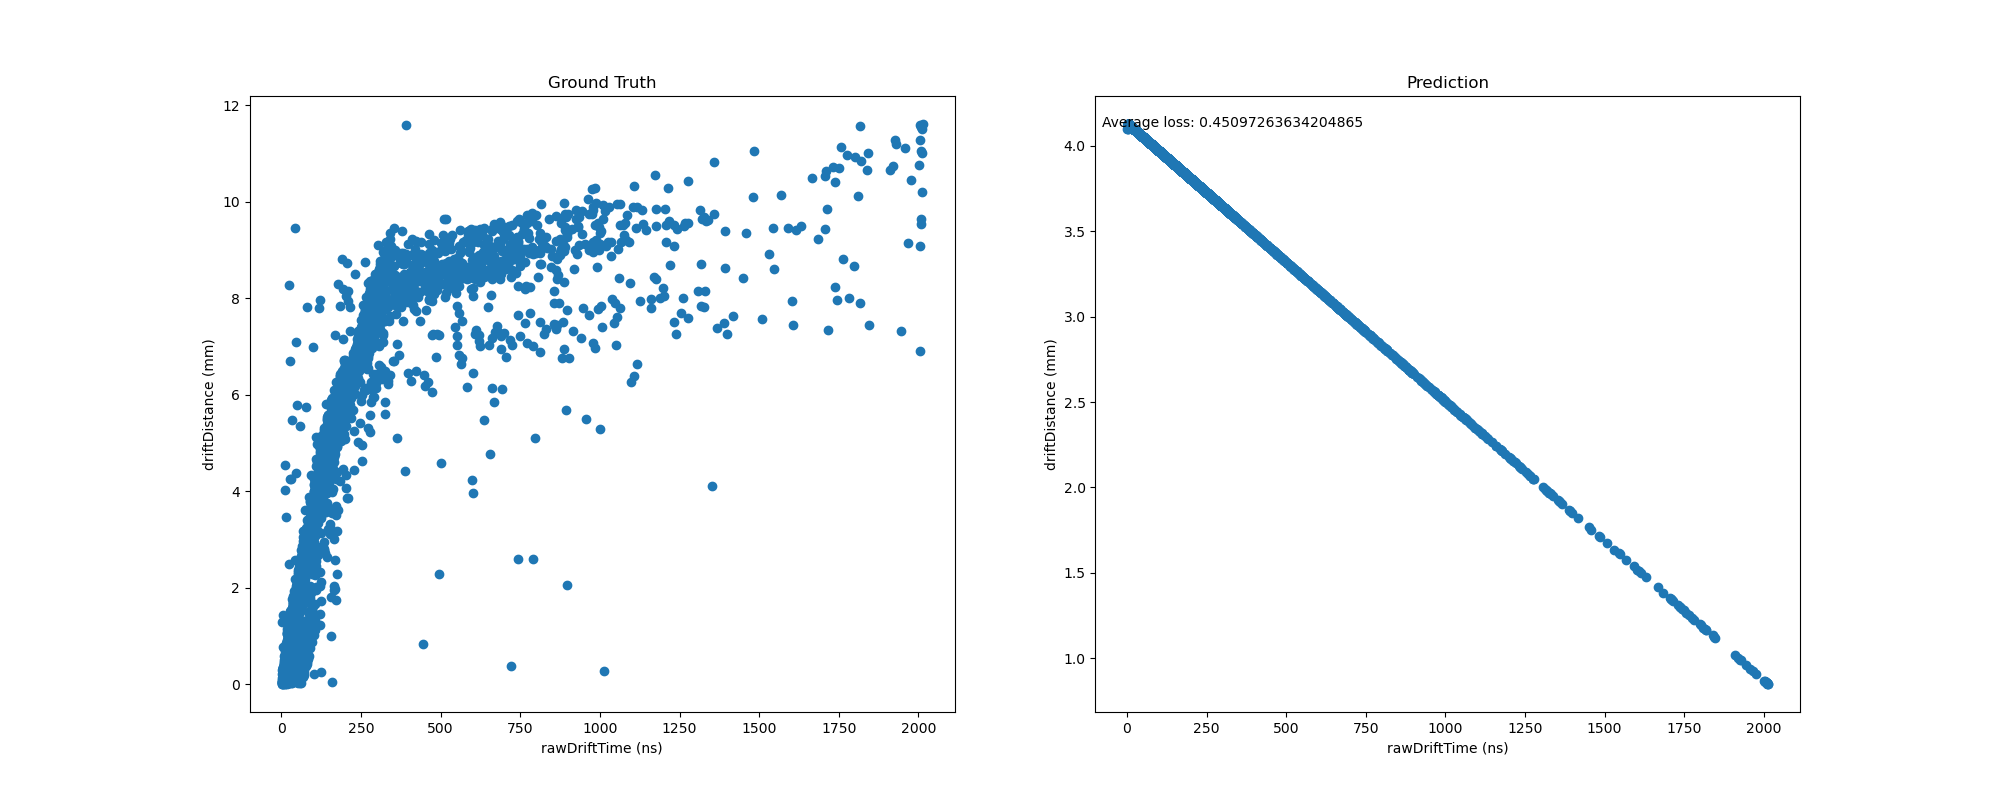 Ground Truth
12
10
8
6
4
2
0
driftDistance (mm)
0 250 500 750 1000 1250 1500 1750 2000
rawDriftTime (ns)
Prediction
Average loss: 0.45097263634204865
4.0
3.5
3.0
2.5
2.0
1.5
1.0
driftDistance (mm)
0 250 500 750 1000 1250 1500 1750 2000
rawDriftTime (ns)